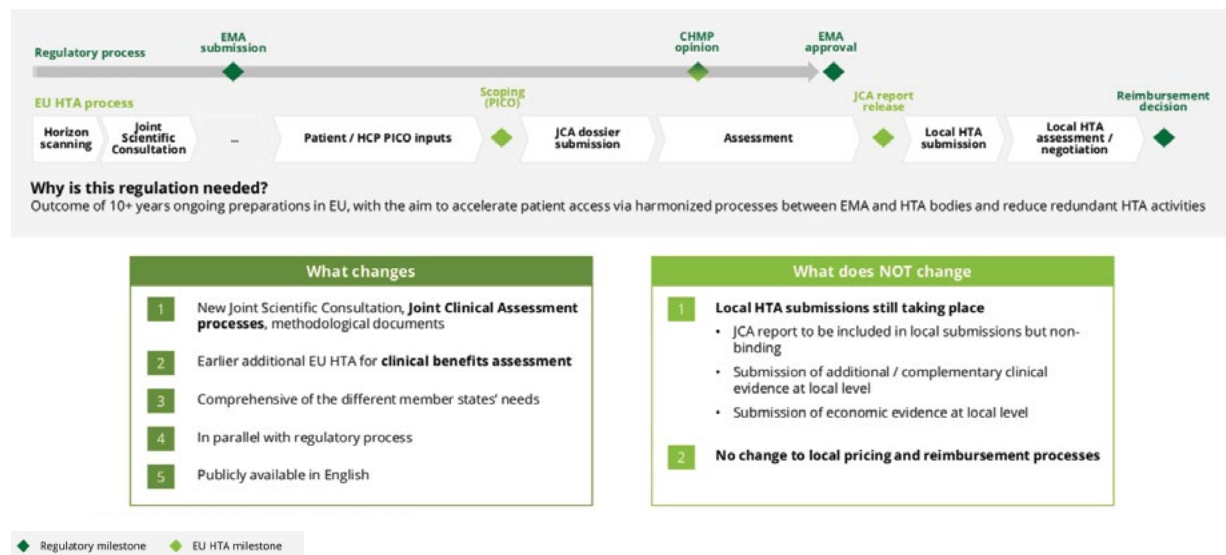 Regulatory process
EMA
submission
CHMP
opinion
EMA
approval
EU HTA process
Scoping
(PICO)
JCA report
release
Reimbursement
decision
Horizon
scanning
Joint
Scientific
Consultation
...
Patient / HCP PICO inputs
JCA dossier
submission
Assessment
Local HTA
submission
Local HTA
assessment /
negotiation
Why is this regulation needed?
Outcome of 10+ years ongoing preparations in EU, with the aim to accelerate patient access via harmonized processes between EMA and HTA bodies and reduce redundant HTA activities
What changes
1 New Joint Scientific Consultation, Joint Clinical Assessment
processes, methodological documents
2 Earlier additional EU HTA for clinical benefits assessment
3 Comprehensive of the different member states' needs
4 In parallel with regulatory process
5 Publicly available in English
What does NOT change
1 Local HTA submissions still taking place
• JCA report to be included in local submissions but non-
binding
• Submission of additional / complementary clinical
evidence at local level
• Submission of economic evidence at local level
2 No change to local pricing and reimbursement processes
Regulatory milestone
EU HTA milestone